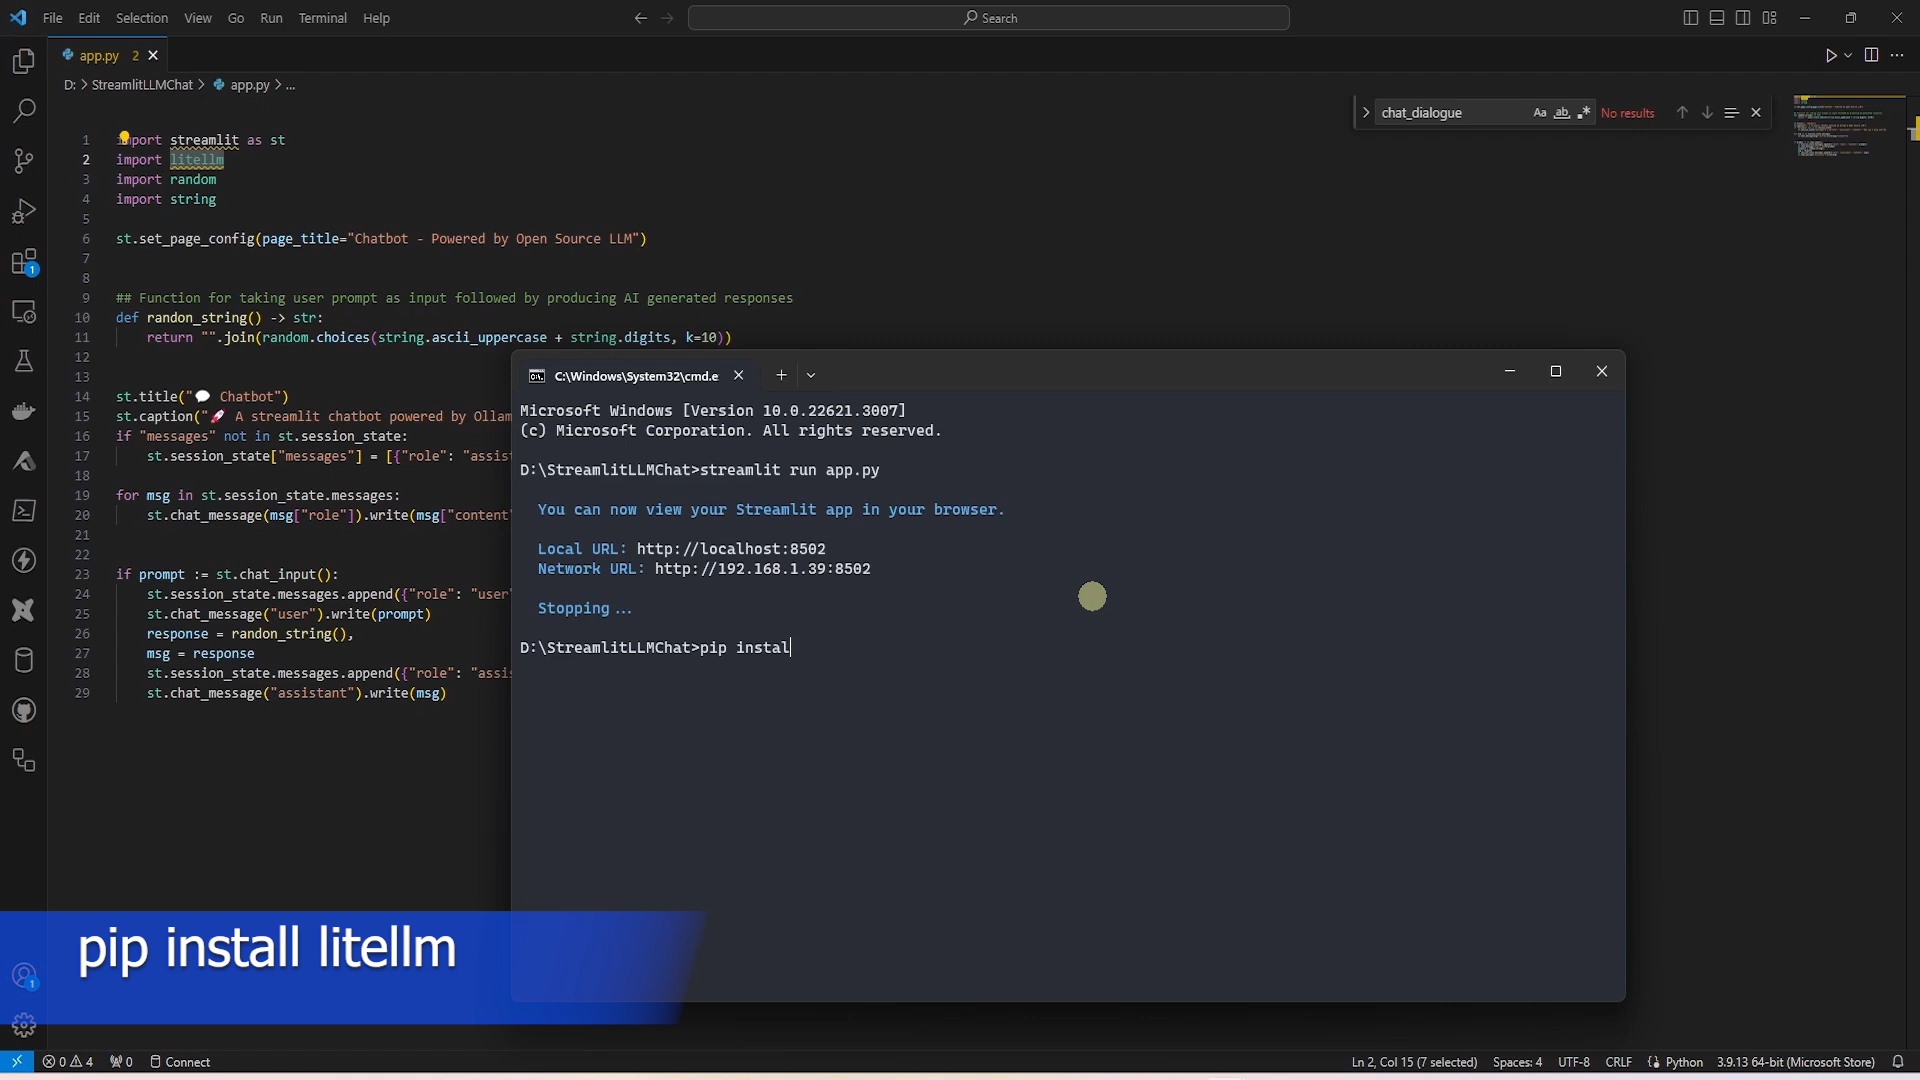 File Edit Selection View Go Run Terminal Help
Search
app.py 2
D: > StreamlitLLMChat > app.py > ...
chat_dialogue Aa ab .* No results
1 import streamlit as st
2 import litellm
3 import random
4 import string
5
6 st.set_page_config(page_title="Chatbot - Powered by Open Source LLM")
7
8
9 ## Function for taking user prompt as input followed by producing AI generated responses
10 def randon_string() -> str:
11 return "".join(random.choices(string.ascii_uppercase + string.digits, k=10))
12
13
14 st.title("💬 Chatbot")
15 st.caption("🚀 A streamlit chatbot powered by Ollam
16 if "messages" not in st.session_state:
17 st.session_state["messages"] = [{"role": "assist
18
19 for msg in st.session_state.messages:
20 st.chat_message(msg["role"]).write(msg["content"
21
22
23 if prompt := st.chat_input():
24 st.session_state.messages.append({"role": "user"
25 st.chat_message("user").write(prompt)
26 response = randon_string(),
27 msg = response
28 st.session_state.messages.append({"role": "assis
29 st.chat_message("assistant").write(msg)
C:\Windows\System32\cmd.e
Microsoft Windows [Version 10.0.22621.3007]
(c) Microsoft Corporation. All rights reserved.
D:\StreamlitLLMChat>streamlit run app.py
You can now view your Streamlit app in your browser.
Local URL: http://localhost:8502
Network URL: http://192.168.1.39:8502
Stopping...
D:\StreamlitLLMChat>pip instal
pip install litellm
1
1
0 4 0 Connect
Ln 2, Col 15 (7 selected) Spaces: 4 UTF-8 CRLF Python 3.9.13 64-bit (Microsoft Store)